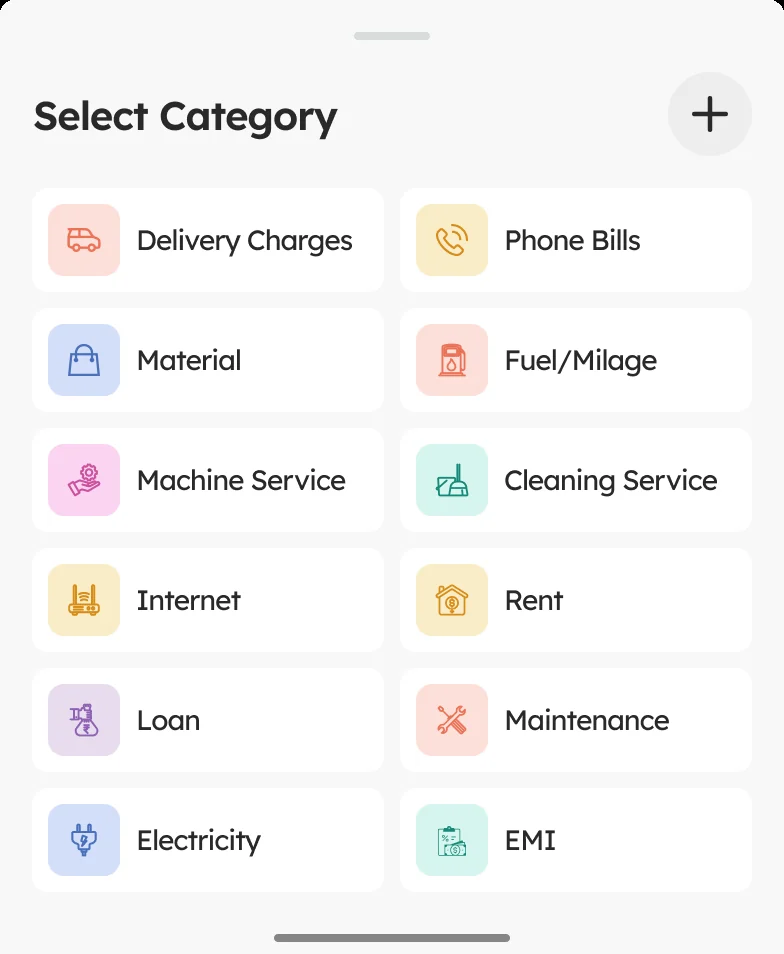 Select Category
Delivery Charges
Phone Bills
Material
Fuel/Milage
Machine Service
Cleaning Service
Internet
Rent
Loan
Maintenance
Electricity
EMI